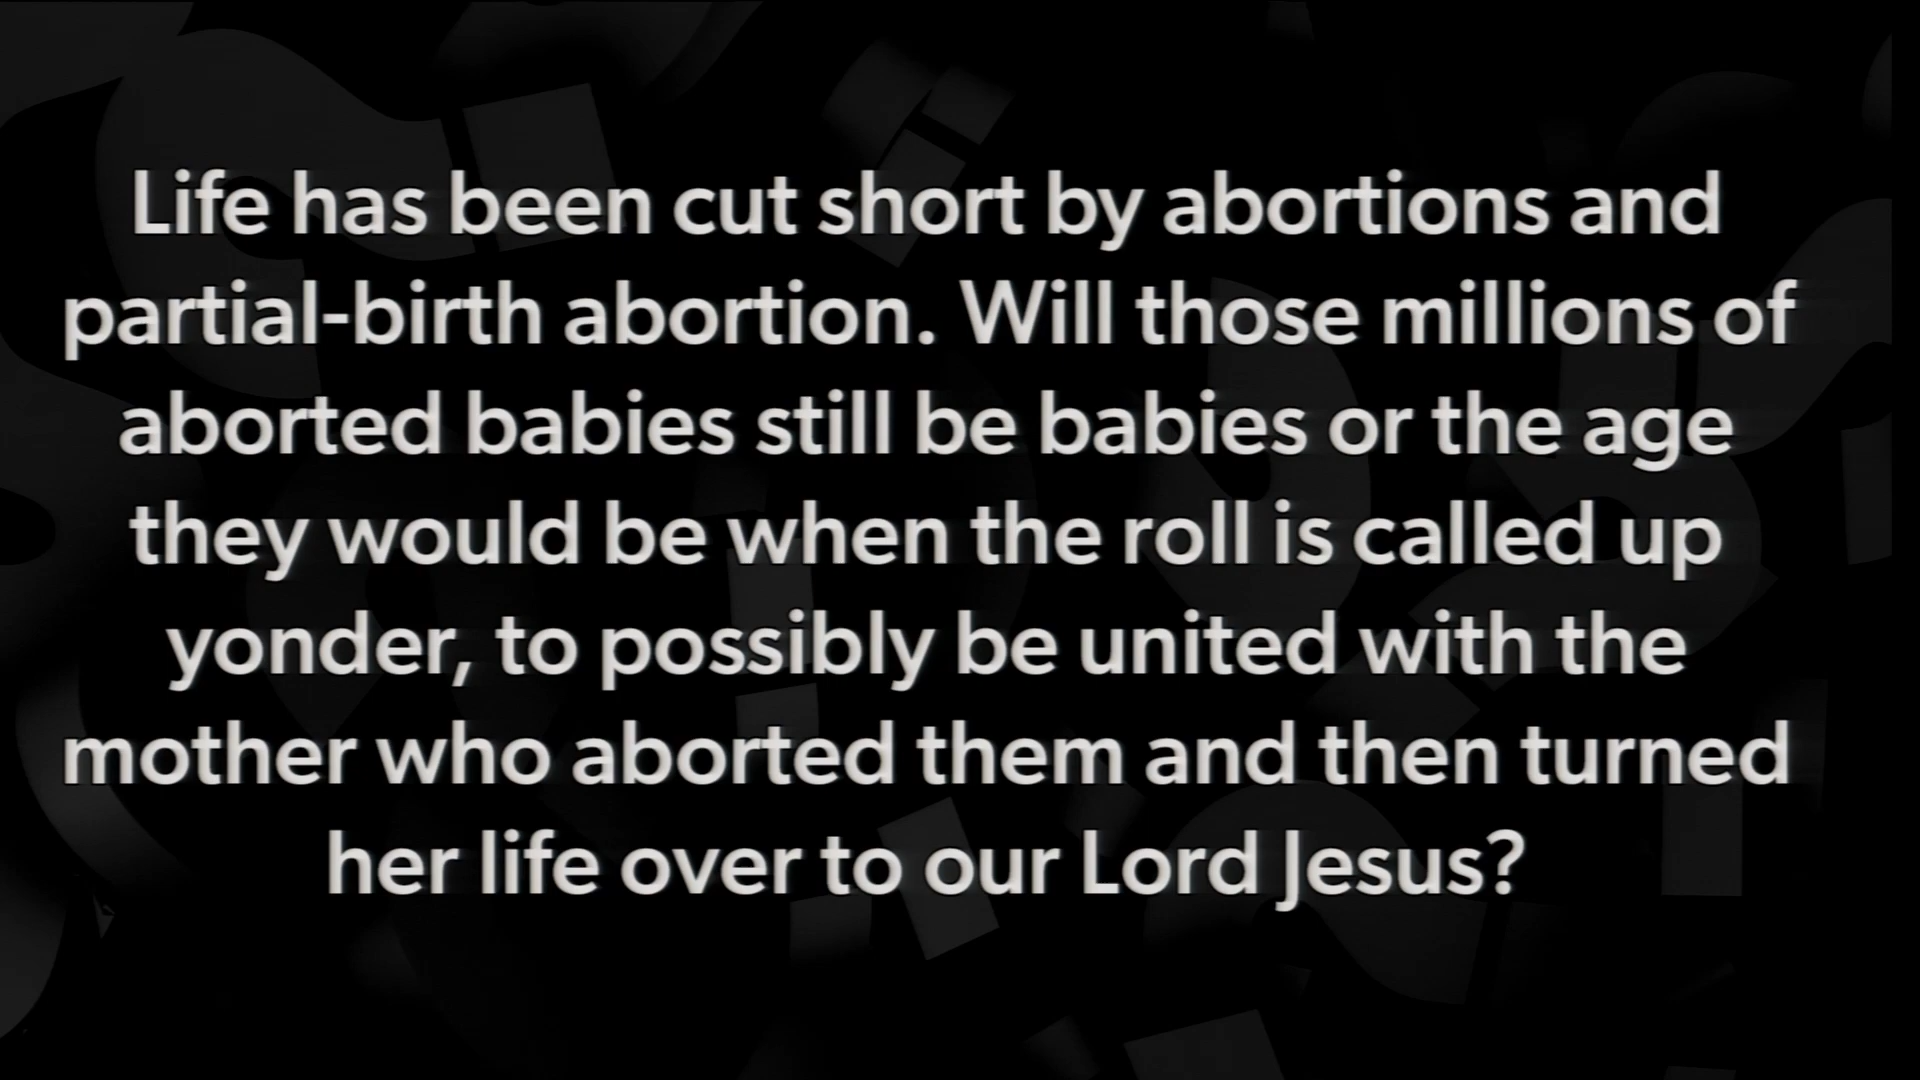 Life has been cut short by abortions and
partial-birth abortion. Will those millions of
aborted babies still be babies or the age
they would be when the roll is called up
yonder, to possibly be united with the
mother who aborted them and then turned
her life over to our Lord Jesus?